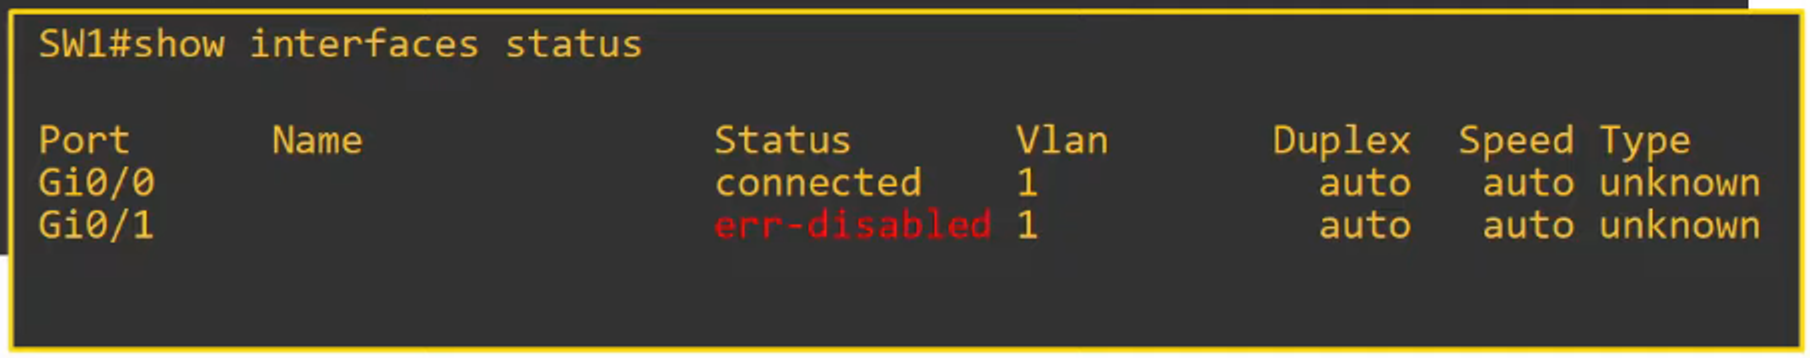 SW1#show interfaces status
Port Name Status Vlan Duplex Speed Type
Gi0/0 connected 1 auto auto unknown
Gi0/1 err-disabled 1 auto auto unknown